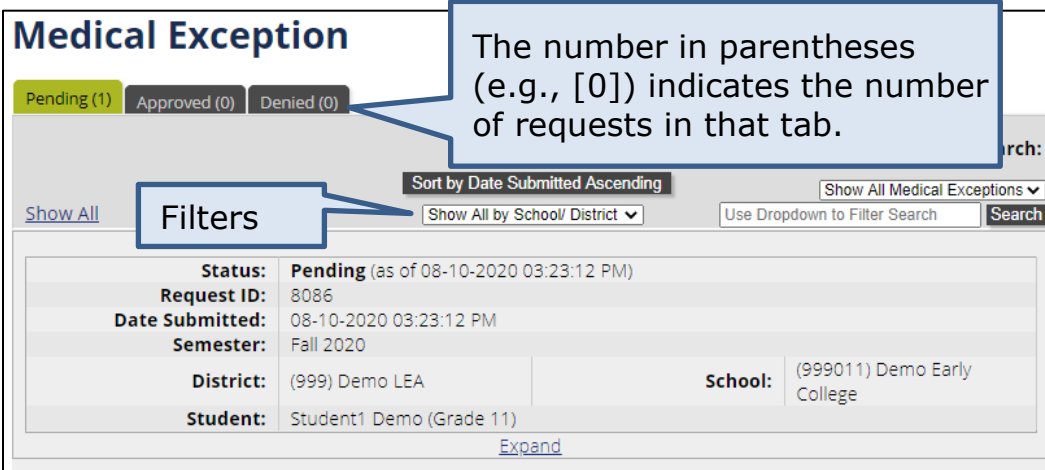 Medical Exception
The number in parentheses
(e.g., [0]) indicates the number
of requests in that tab.
Pending (1) Approved (0) Denied (0)
rch:
Sort by Date Submitted Ascending
Show All Medical Exceptions
Show All
Filters
Show All by School/ District
Use Dropdown to Filter Search
Search
Status: Pending (as of 08-10-2020 03:23:12 PM)
Request ID: 8086
Date Submitted: 08-10-2020 03:23:12 PM
Semester: Fall 2020
District: (999) Demo LEA School: (999011) Demo Early
College
Student: Student1 Demo (Grade 11)
Expand